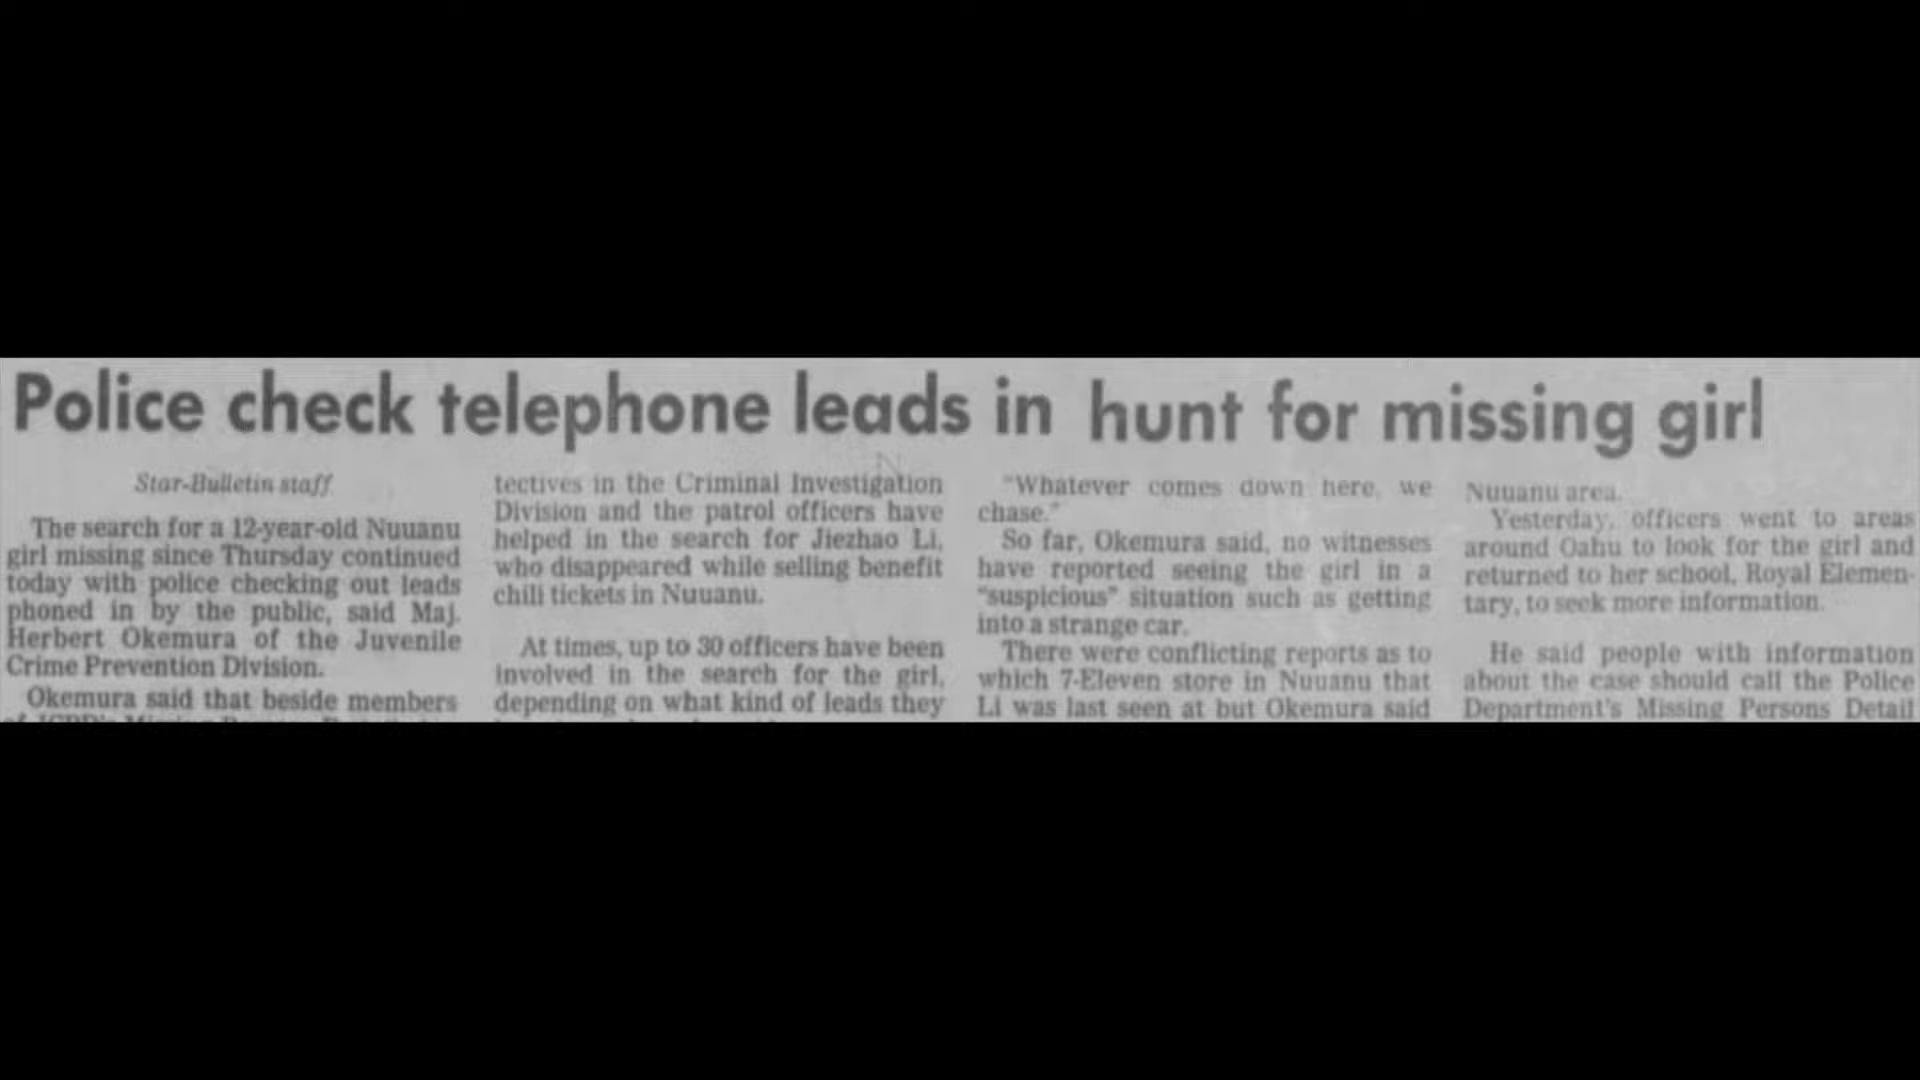 Police check telephone leads in hunt for missing girl
Star-Bulletin staff
The search for a 12-year-old Nuuanu
girl missing since Thursday continued
today with police checking out leads
phoned in by the public, said Maj.
Herbert Okemura of the Juvenile
Crime Prevention Division.
Okemura said that beside members
tectives in the Criminal Investigation
Division and the patrol officers have
helped in the search for Jiezhao Li,
who disappeared while selling benefit
chili tickets in Nuuanu.
At times, up to 30 officers have been
involved in the search for the girl,
depending on what kind of leads they
"Whatever comes down here, we
chase."
So far, Okemura said, no witnesses
have reported seeing the girl in a
"suspicious" situation such as getting
into a strange car.
There were conflicting reports as to
which 7-Eleven store in Nuuanu that
Li was last seen at but Okemura said
Nuuanu area.
Yesterday, officers went to areas
around Oahu to look for the girl and
returned to her school, Royal Elemen-
tary, to seek more information.
He said people with information
about the case should call the Police
Department's Missing Persons Detail